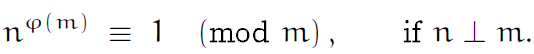 n^{φ(m)} ≡ 1 (mod m), if n ⊥ m.